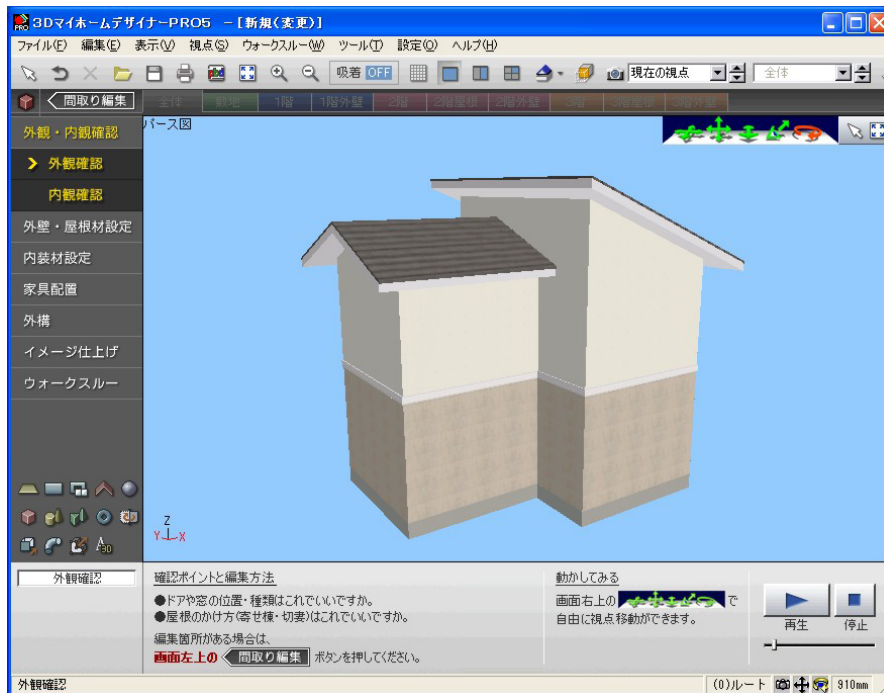 3DマイホームデザイナーPRO5 -[新規(変更)]
ファイル(F) 編集(E) 表示(V) 視点(S) ウォークスルー(W) ツール(T) 設定(O) ヘルプ(H)
吸着 OFF 現在の視点 全体
間取り編集 全体 敷地 1階 1階外壁 2階 2階屋根 2階外壁 3階 3階屋根 3階外壁
外観・内観確認
外観確認
内観確認
外壁・屋根材設定
内装材設定
家具配置
外構
イメージ仕上げ
ウォークスルー
パース図
Z
Y X
外観確認
確認ポイントと編集方法
●ドアや窓の位置・種類はこれでいいですか。
●屋根のかけ方(寄せ棟・切妻)はこれでいいですか。
編集箇所がある場合は、
画面左上の 間取り編集 ボタンを押してください。
動かしてみる
画面右上の で
自由に視点移動ができます。
再生 停止
外観確認 (0)ルート 910mm